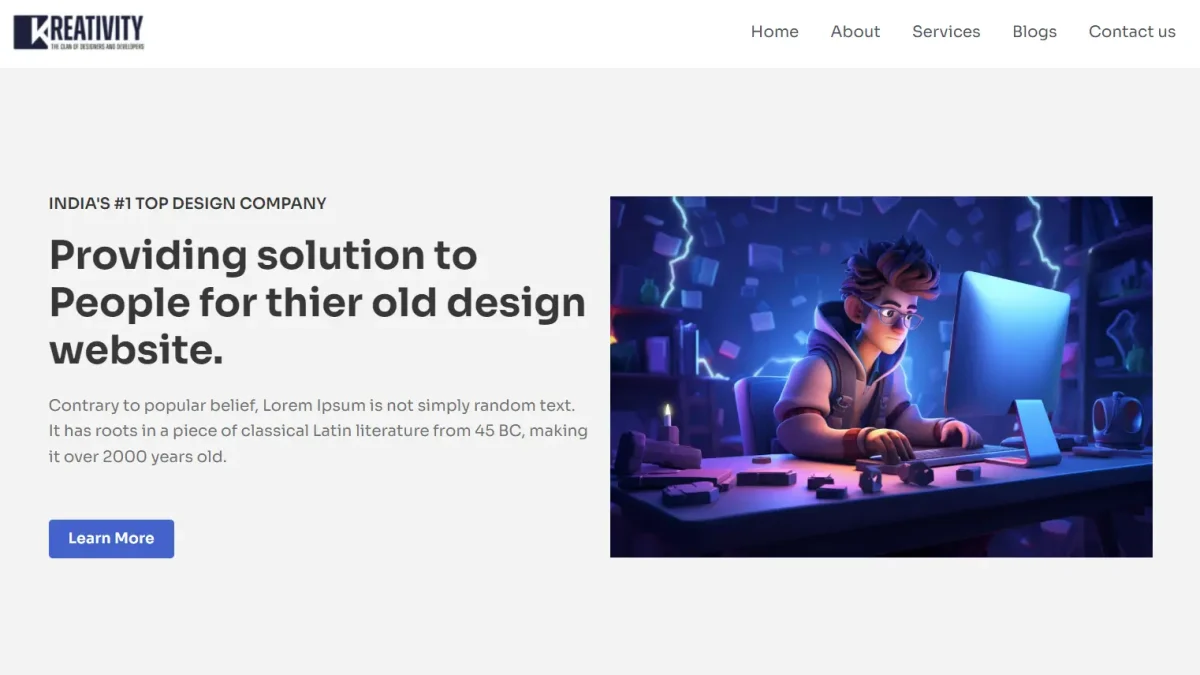 KREATIVITY
THE CLAN OF DESIGNERS AND DEVELOPERS
Home About Services Blogs Contact us
INDIA'S #1 TOP DESIGN COMPANY
Providing solution to
People for thier old design
website.
Contrary to popular belief, Lorem Ipsum is not simply random text.
It has roots in a piece of classical Latin literature from 45 BC, making
it over 2000 years old.
Learn More